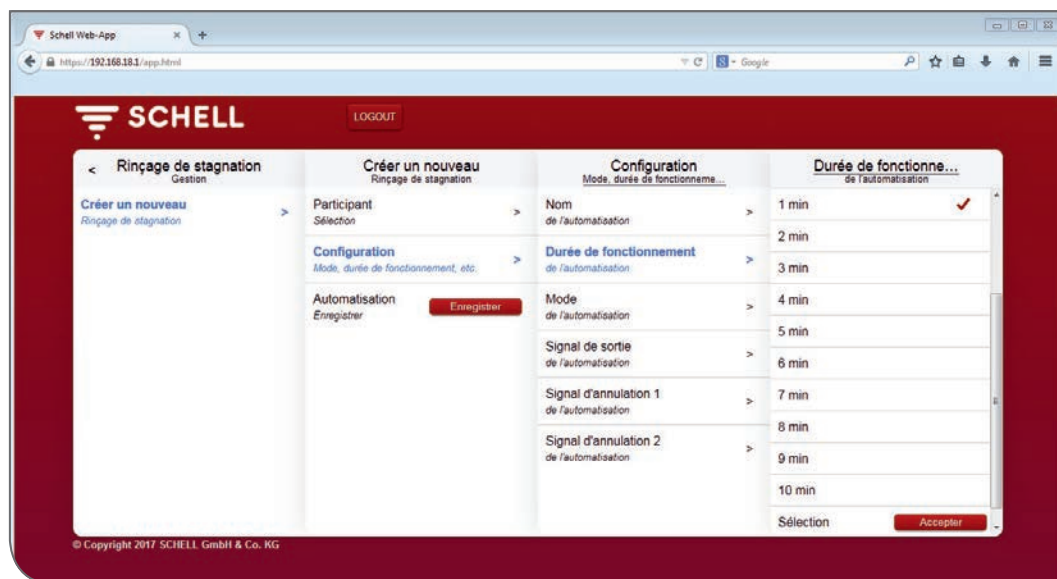 Schell Web-App
https://192.168.18.1/app.html
Google
SCHELL
LOGOUT
< Rinçage de stagnation
Gestion
Créer un nouveau >
Rinçage de stagnation
Créer un nouveau
Rinçage de stagnation
Participant >
Sélection
Configuration >
Mode, durée de fonctionnement, etc.
Automatisation
Enregistrer
Enregistrer
Configuration
Mode, durée de fonctionneme...
Nom >
de l'automatisation
Durée de fonctionnement >
de l'automatisation
Mode >
de l'automatisation
Signal de sortie >
de l'automatisation
Signal d'annulation 1 >
de l'automatisation
Signal d'annulation 2 >
de l'automatisation
Durée de fonctionne...
de l'automatisation
1 min
2 min
3 min
4 min
5 min
6 min
7 min
8 min
9 min
10 min
Sélection
Accepter
© Copyright 2017 SCHELL GmbH & Co. KG